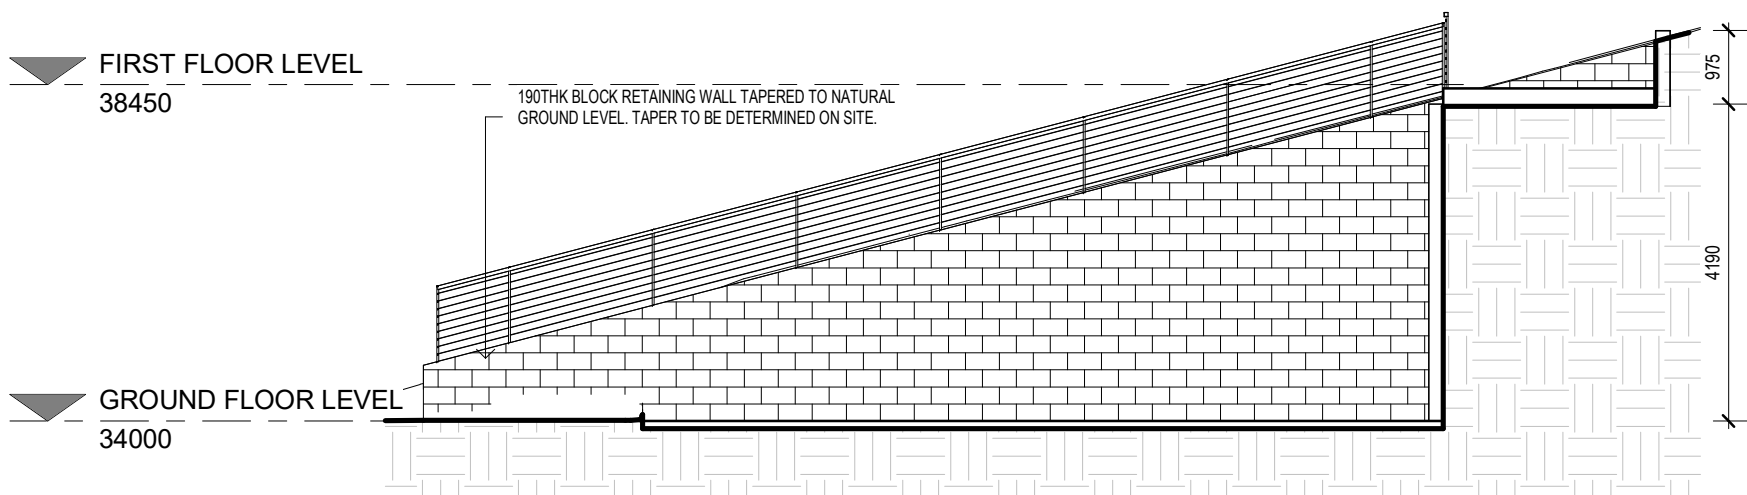 FIRST FLOOR LEVEL
38450
190THK BLOCK RETAINING WALL TAPERED TO NATURAL
GROUND LEVEL. TAPER TO BE DETERMINED ON SITE.
975
4190
GROUND FLOOR LEVEL
34000